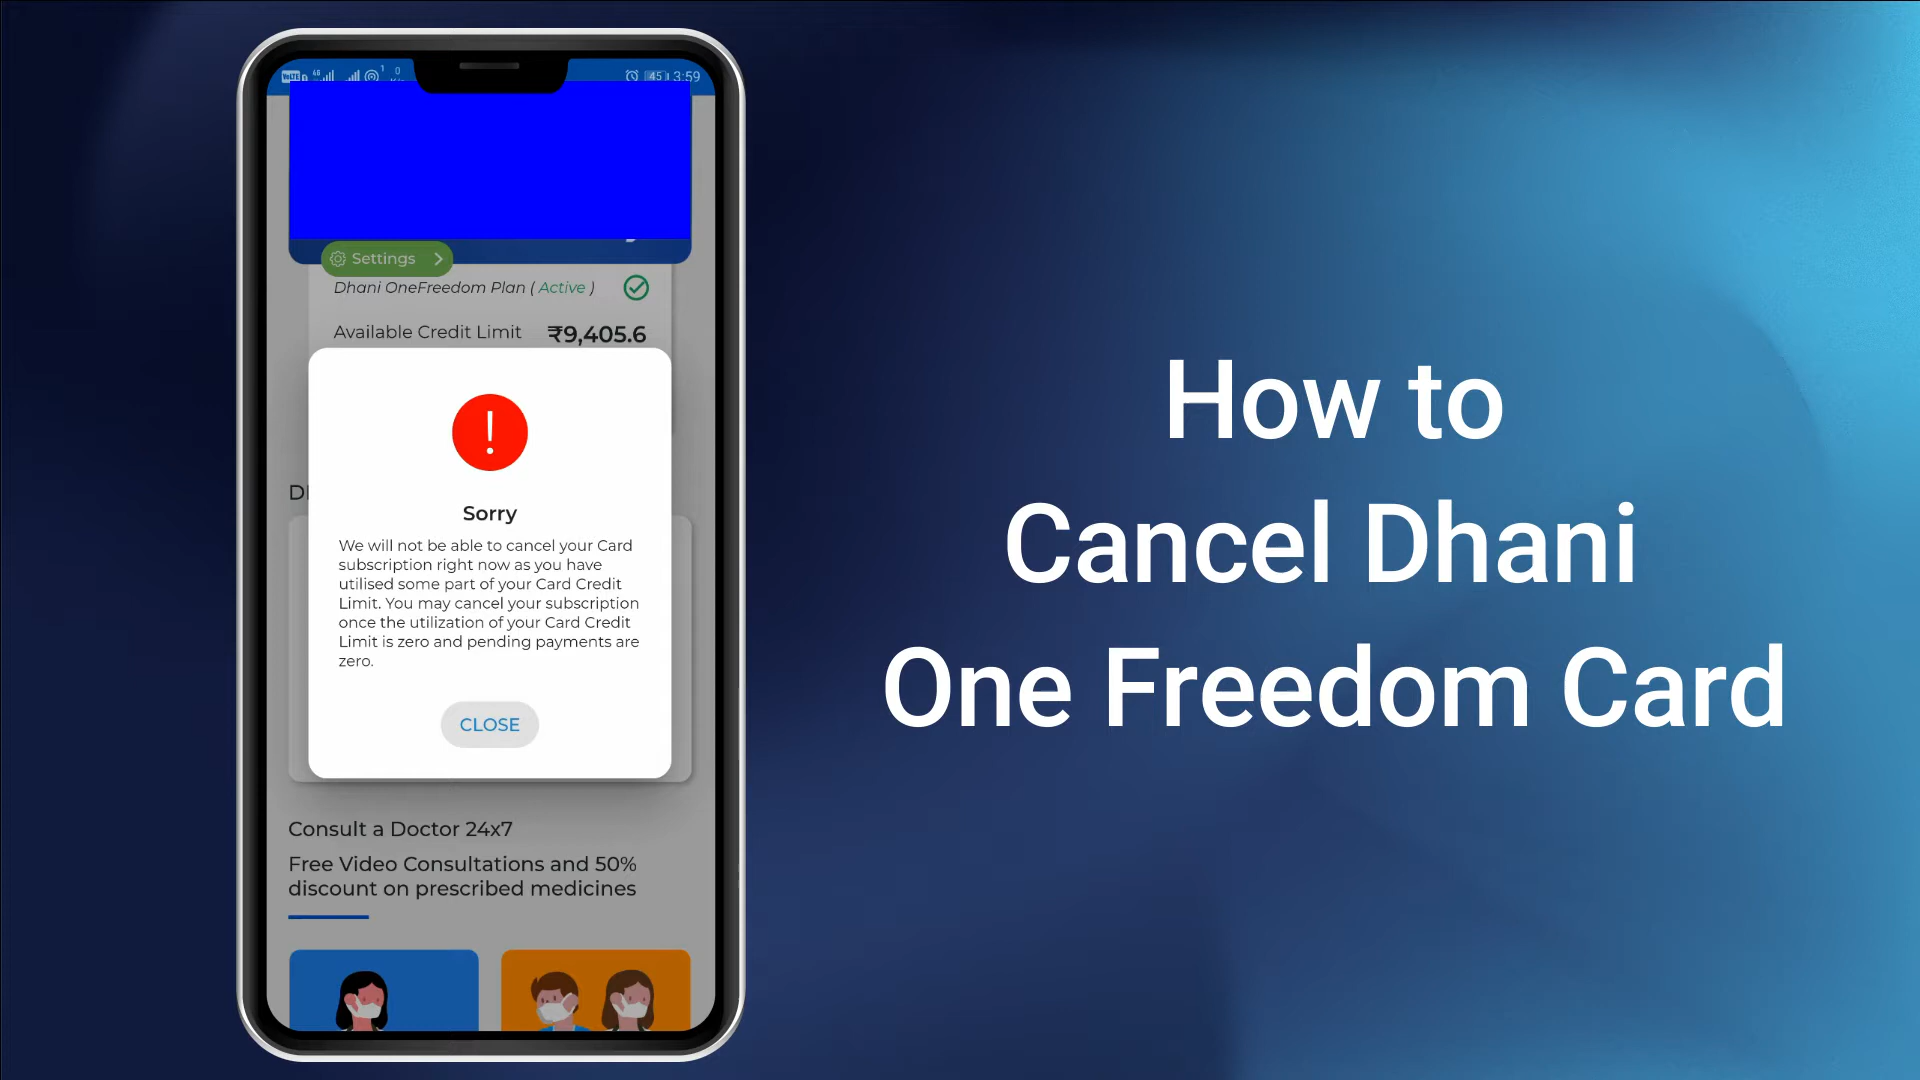 3:59
45
Settings
Dhani OneFreedom Plan ( Active )
Available Credit Limit ₹9,405.6
Sorry
We will not be able to cancel your Card
subscription right now as you have
utilised some part of your Card Credit
Limit. You may cancel your subscription
once the utilization of your Card Credit
Limit is zero and pending payments are
zero.
CLOSE
Consult a Doctor 24x7
Free Video Consultations and 50%
discount on prescribed medicines
How to
Cancel Dhani
One Freedom Card